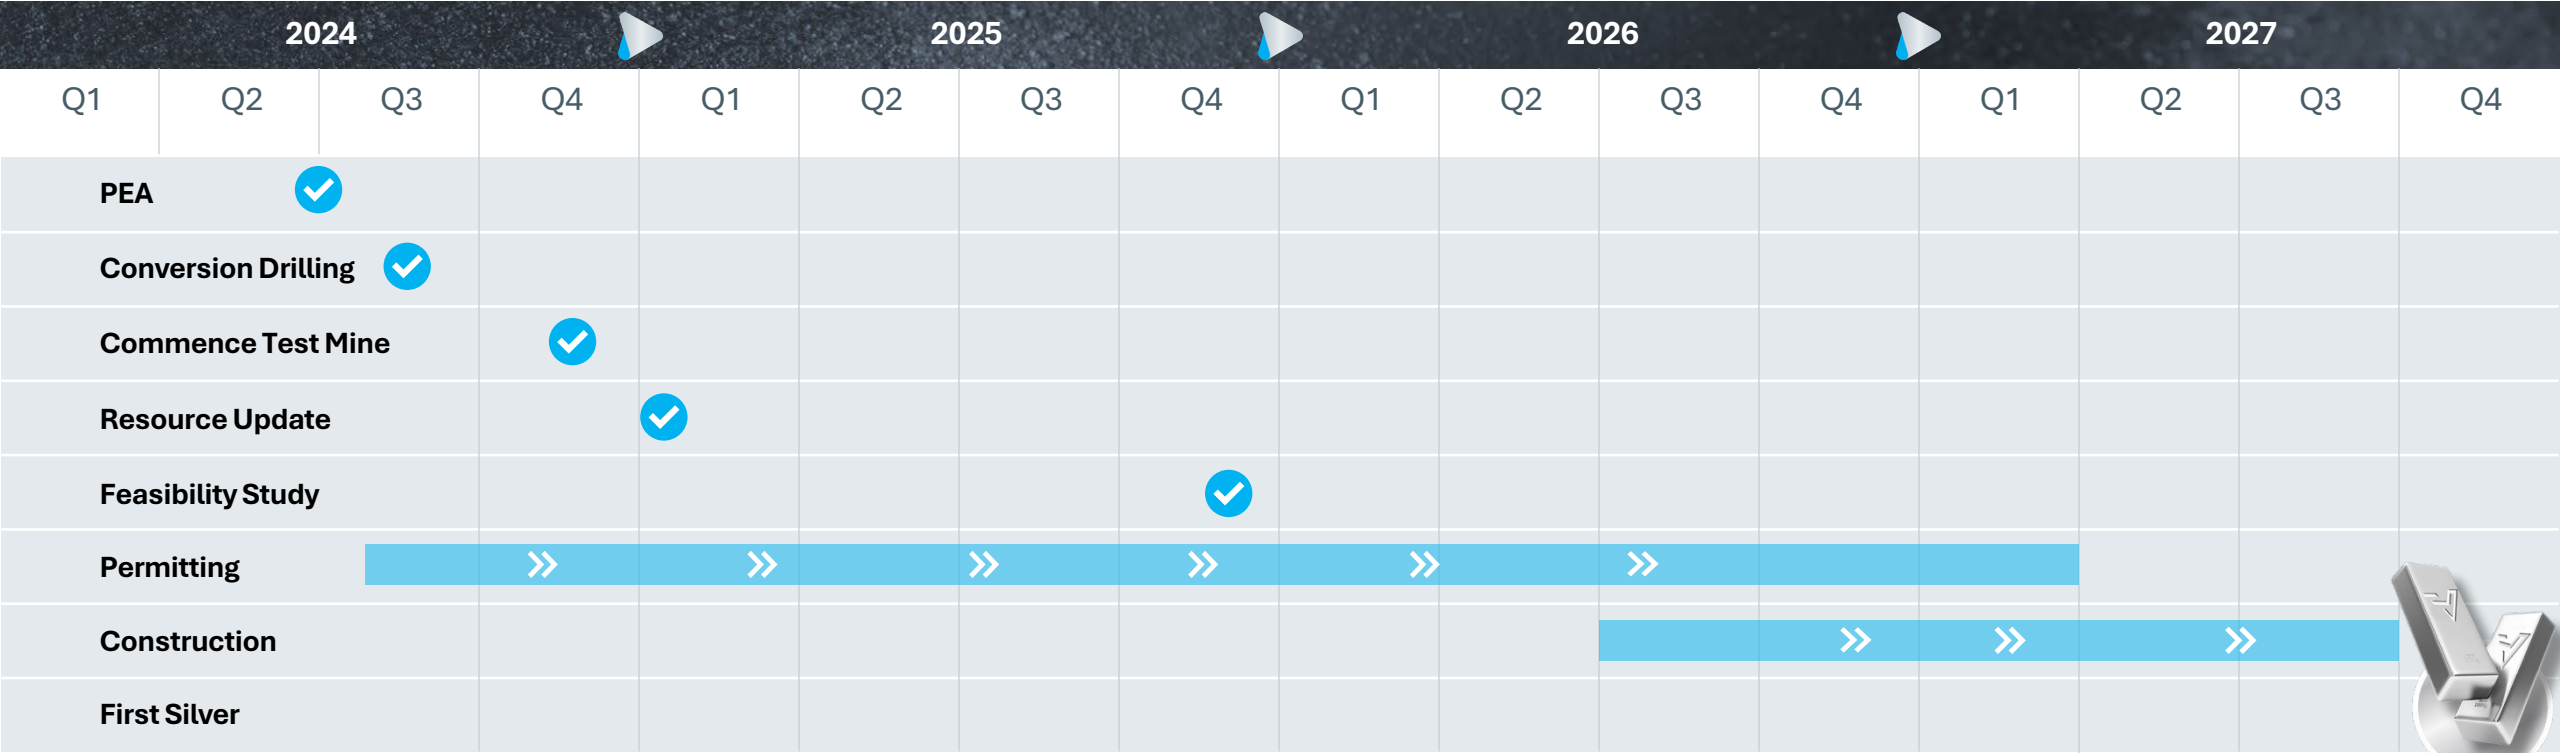 2024 2025 2026 2027
Q1 Q2 Q3 Q4 Q1 Q2 Q3 Q4 Q1 Q2 Q3 Q4 Q1 Q2 Q3 Q4
PEA
Conversion Drilling
Commence Test Mine
Resource Update
Feasibility Study
Permitting
Construction
First Silver